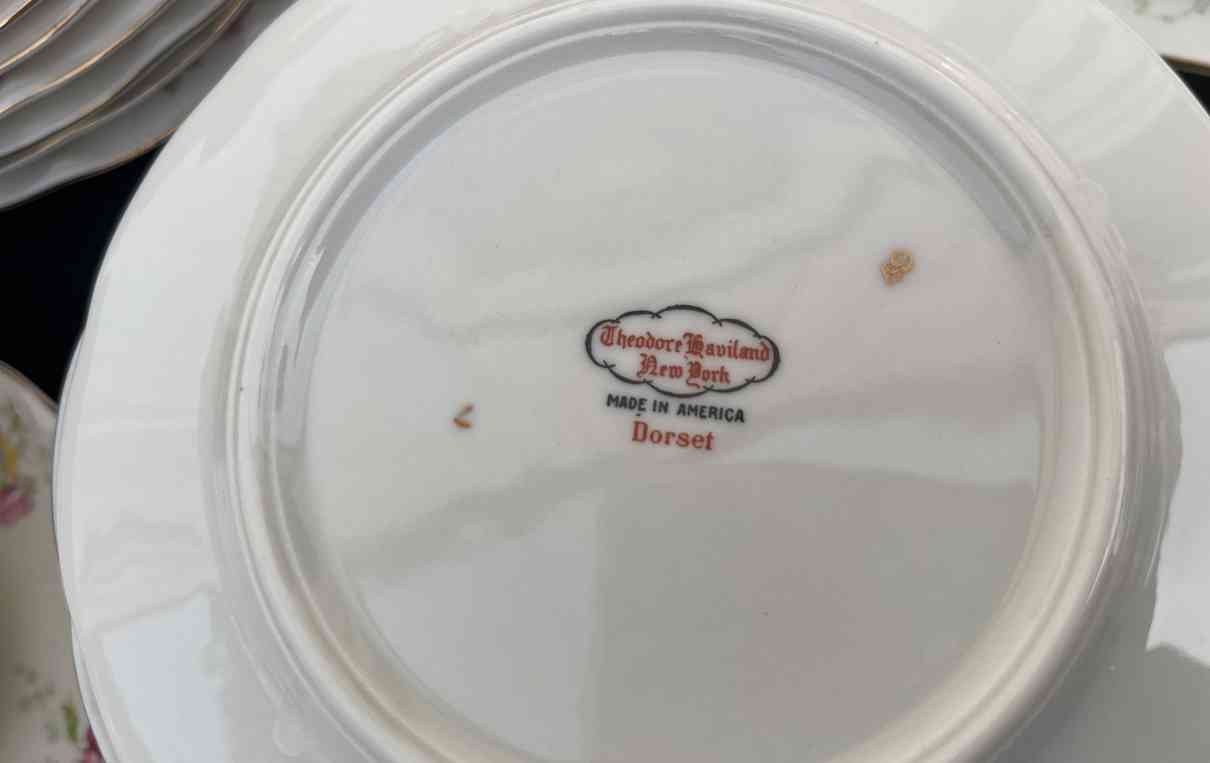 Theodore Haviland
New York
MADE IN AMERICA
Dorset